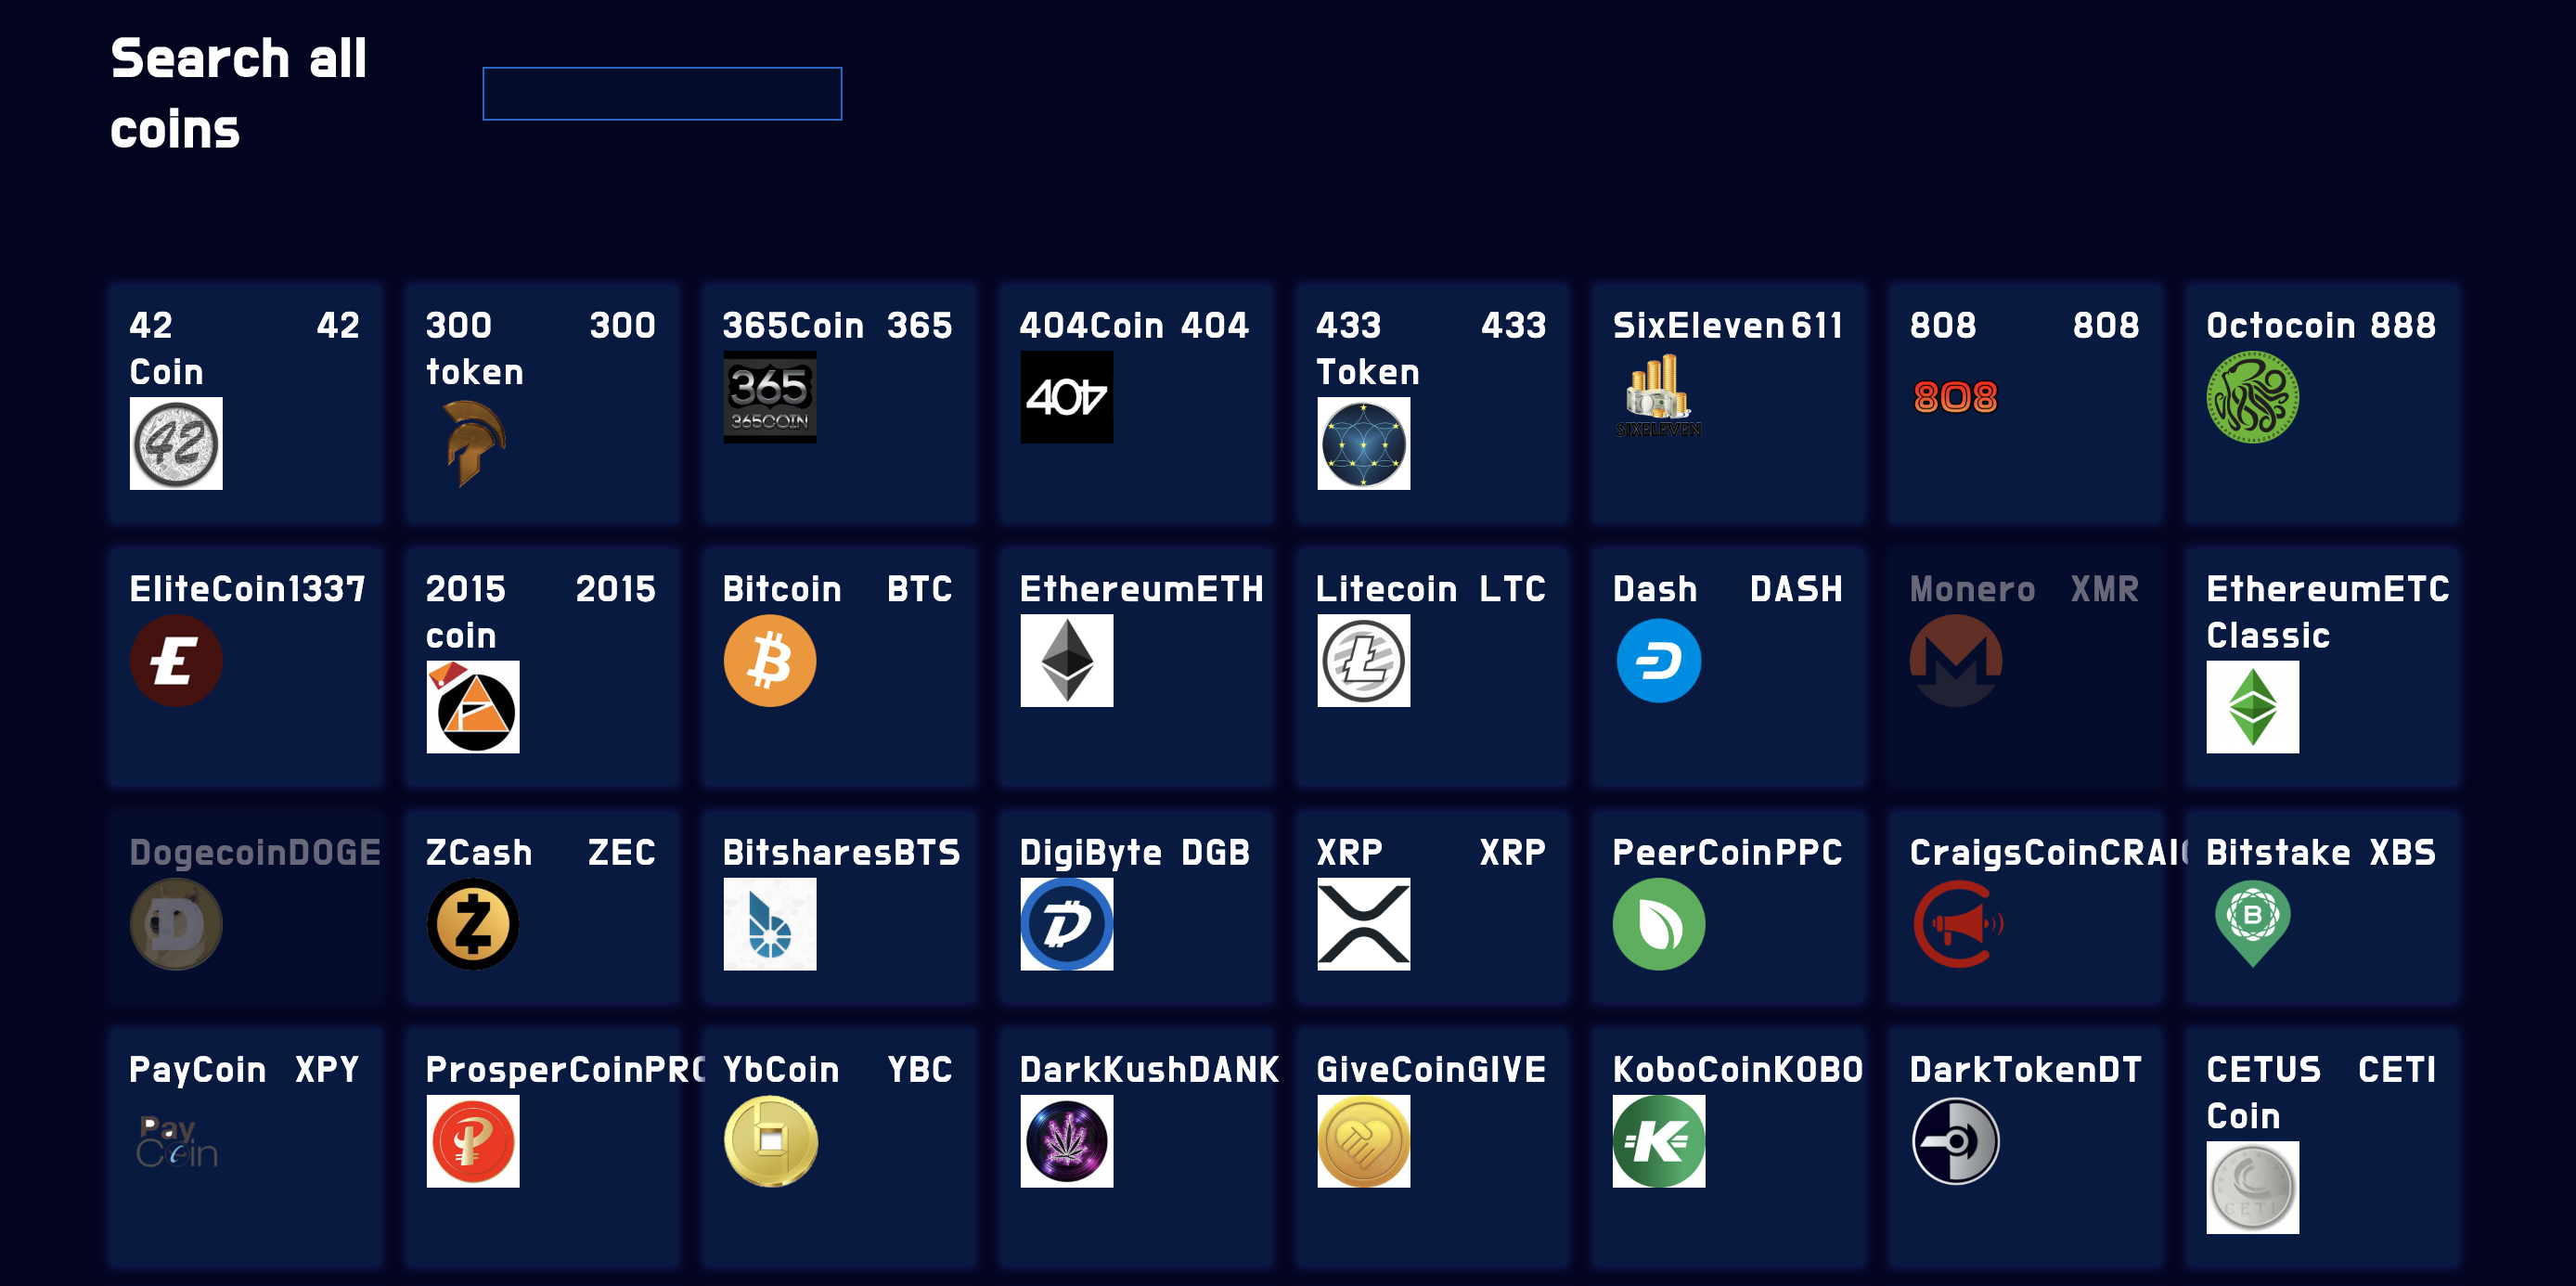 Search all
coins
42 42
Coin
42
300 300
token
365Coin 365
365
365COIN
404Coin 404
404
433 433
Token
SixEleven 611
SIXELEVEN
808 808
808
Octocoin 888
EliteCoin 1337
2015 2015
coin
Bitcoin BTC
Ethereum ETH
Litecoin LTC
Dash DASH
Monero XMR
Ethereum ETC
Classic
Dogecoin DOGE
D
ZCash ZEC
Bitshares BTS
DigiByte DGB
XRP XRP
PeerCoin PPC
CraigsCoin CRAI
Bitstake XBS
B
PayCoin XPY
Pay
Coin
ProsperCoin PRO
YbCoin YBC
DarkKush DANK
GiveCoin GIVE
KoboCoin KOBO
K
DarkToken DT
CETUS CETI
Coin
CETI